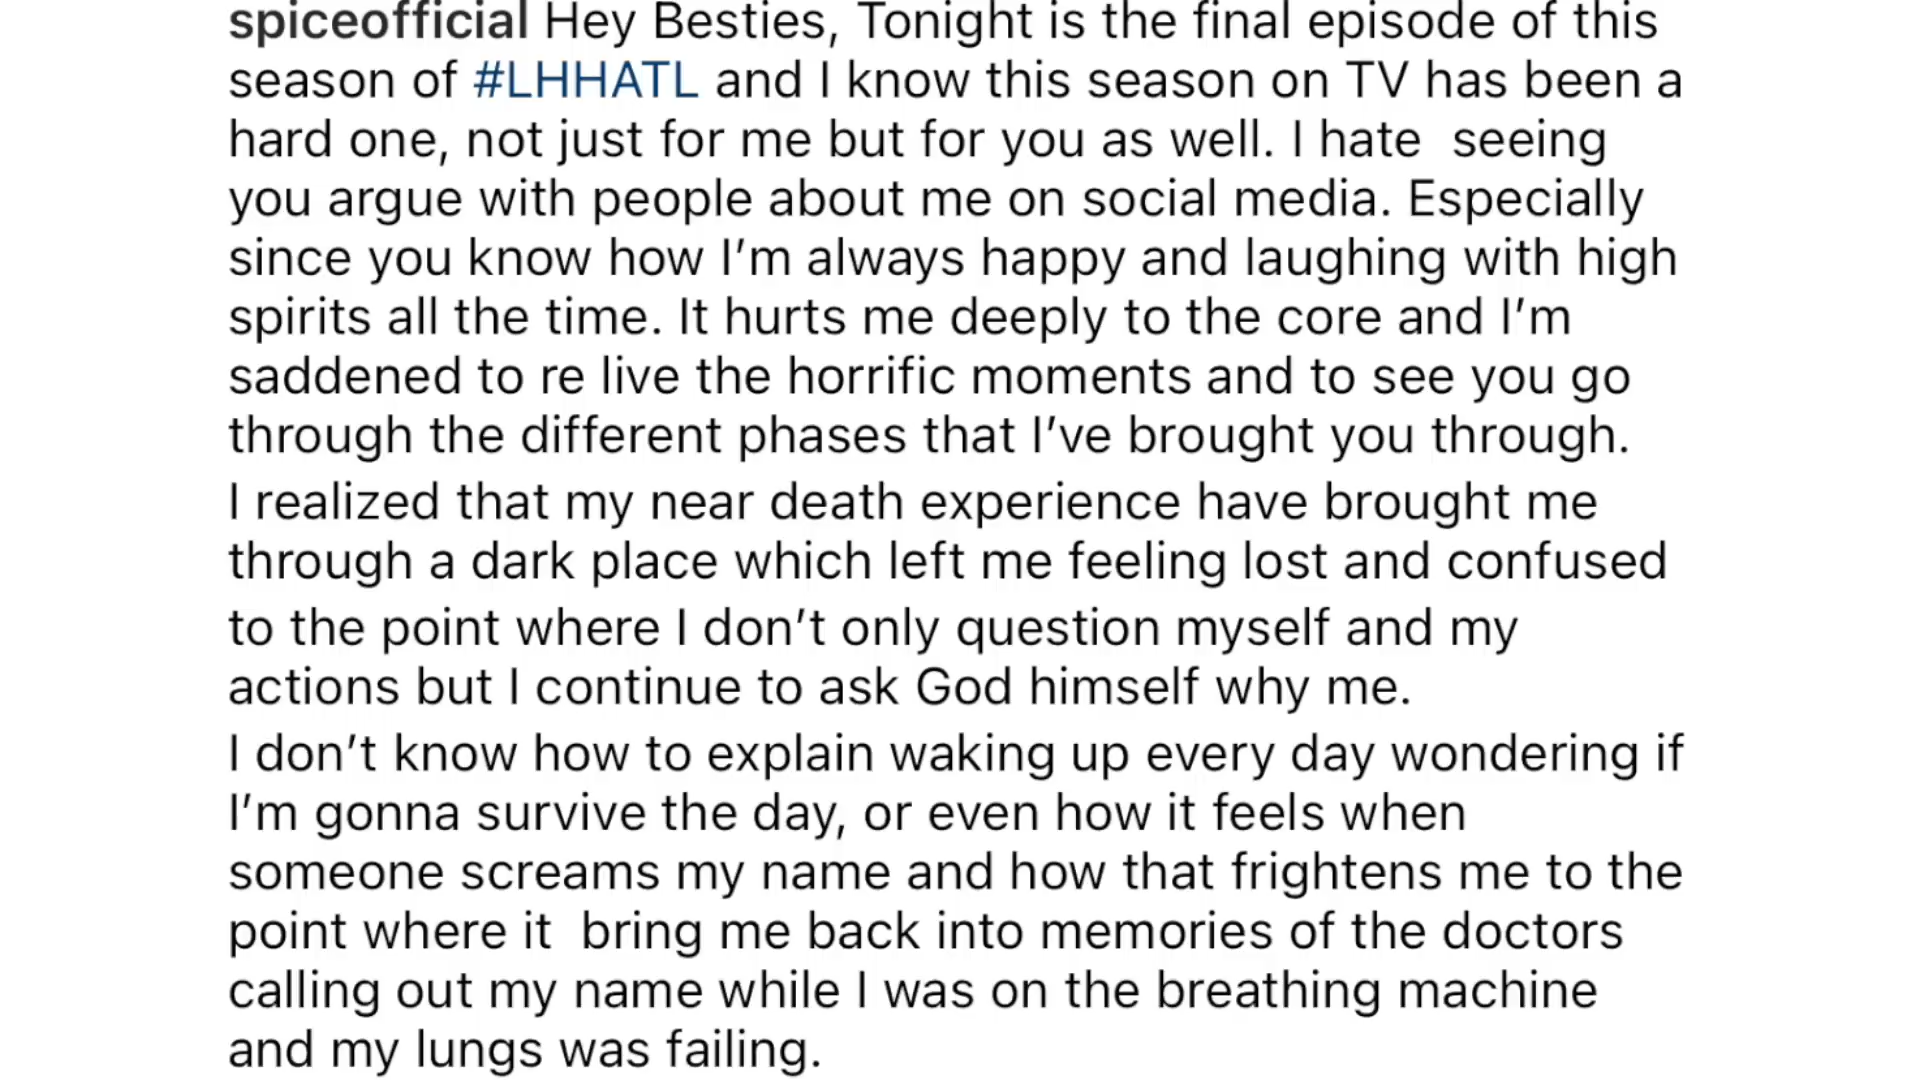 spiceofficial Hey Besties, Tonight is the final episode of this
season of #LHHATL and I know this season on TV has been a
hard one, not just for me but for you as well. I hate  seeing
you argue with people about me on social media. Especially
since you know how I’m always happy and laughing with high
spirits all the time. It hurts me deeply to the core and I’m
saddened to re live the horrific moments and to see you go
through the different phases that I’ve brought you through.
I realized that my near death experience have brought me
through a dark place which left me feeling lost and confused
to the point where I don’t only question myself and my
actions but I continue to ask God himself why me.
I don’t know how to explain waking up every day wondering if
I’m gonna survive the day, or even how it feels when
someone screams my name and how that frightens me to the
point where it  bring me back into memories of the doctors
calling out my name while I was on the breathing machine
and my lungs was failing.